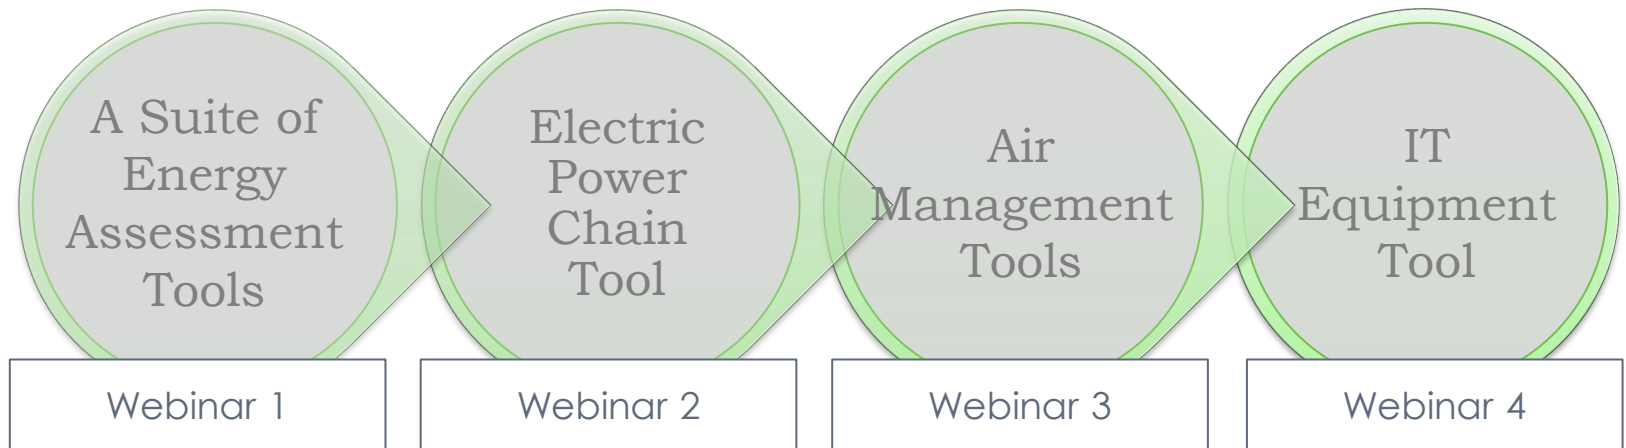 A Suite of
Energy
Assessment
Tools
Electric
Power
Chain
Tool
Air
Management
Tools
IT
Equipment
Tool
Webinar 1
Webinar 2
Webinar 3
Webinar 4